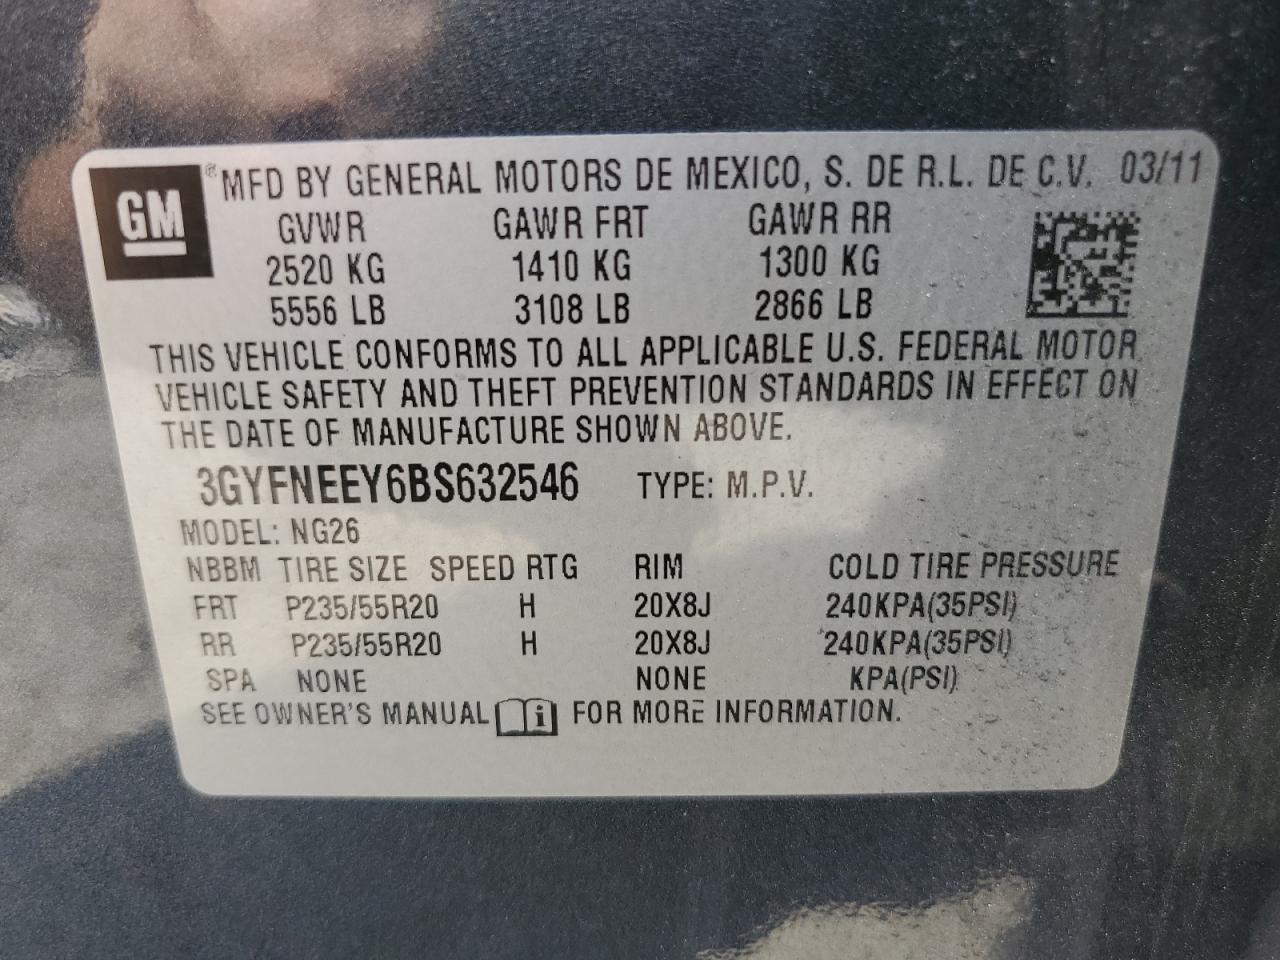 GM ® MFD BY GENERAL MOTORS DE MEXICO, S. DE R.L. DE C.V. 03/11
GVWR GAWR FRT GAWR RR
2520 KG 1410 KG 1300 KG
5556 LB 3108 LB 2866 LB
THIS VEHICLE CONFORMS TO ALL APPLICABLE U.S. FEDERAL MOTOR
VEHICLE SAFETY AND THEFT PREVENTION STANDARDS IN EFFECT ON
THE DATE OF MANUFACTURE SHOWN ABOVE.
3GYFNEEY6BS632546 TYPE: M.P.V.
MODEL: NG26
NBBM TIRE SIZE SPEED RTG RIM COLD TIRE PRESSURE
FRT P235/55R20 H 20X8J 240KPA(35PSI)
RR P235/55R20 H 20X8J 240KPA(35PSI)
SPA NONE NONE KPA(PSI)
SEE OWNER'S MANUAL i FOR MORE INFORMATION.